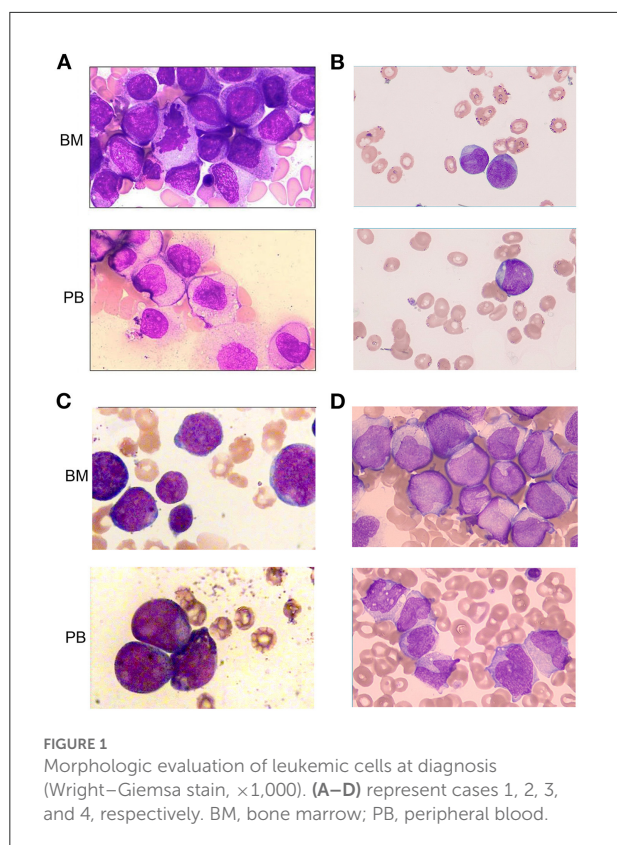 A
B
BM
PB
C
D
BM
PB
FIGURE 1
Morphologic evaluation of leukemic cells at diagnosis
(Wright–Giemsa stain, ×1,000). (A–D) represent cases 1, 2, 3,
and 4, respectively. BM, bone marrow; PB, peripheral blood.